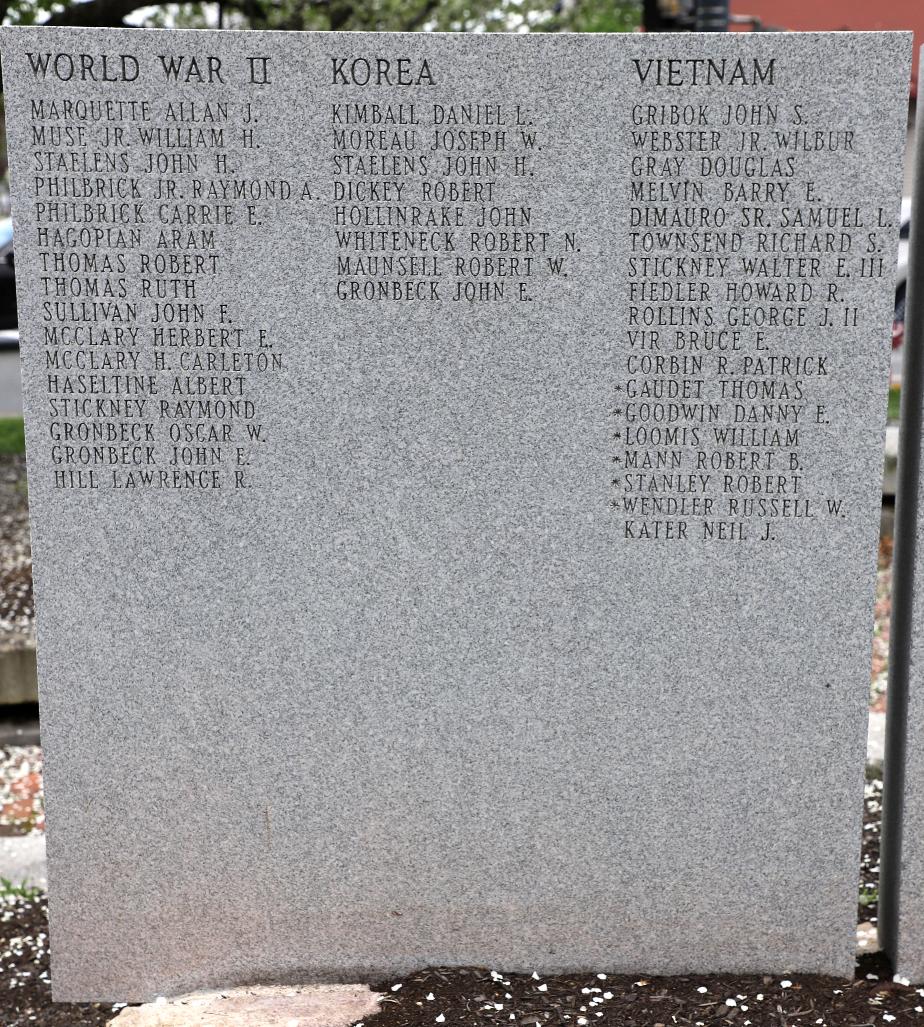 WORLD WAR II
MARQUETTE ALLAN J.
MUSE JR. WILLIAM H.
STAELENS JOHN H.
PHILBRICK JR. RAYMOND A.
PHILBRICK CARRIE E.
HAGOPIAN ARAM
THOMAS ROBERT
THOMAS RUTH
SULLIVAN JOHN F.
MCCLARY HERBERT E.
MCCLARY H. CARLETON
HASELTINE ALBERT
STICKNEY RAYMOND
GRONBECK OSCAR W.
GRONBECK JOHN E.
HILL LAWRENCE R.
KOREA
KIMBALL DANIEL L.
MOREAU JOSEPH W.
STAELENS JOHN H.
DICKEY ROBERT
HOLLINRAKE JOHN
WHITENECK ROBERT N.
MAUNSELL ROBERT W.
GRONBECK JOHN E.
VIETNAM
GRIBOK JOHN S.
WEBSTER JR. WILBUR
GRAY DOUGLAS
MELVIN BARRY E.
DIMAURO SR. SAMUEL L.
TOWNSEND RICHARD S.
STICKNEY WALTER E. III
FIEDLER HOWARD R.
ROLLINS GEORGE J. II
VIR BRUCE E.
CORBIN R. PATRICK
*GAUDET THOMAS
*GOODWIN DANNY E.
*LOOMIS WILLIAM
*MANN ROBERT B.
*STANLEY ROBERT
*WENDLER RUSSELL W.
KATER NEIL J.